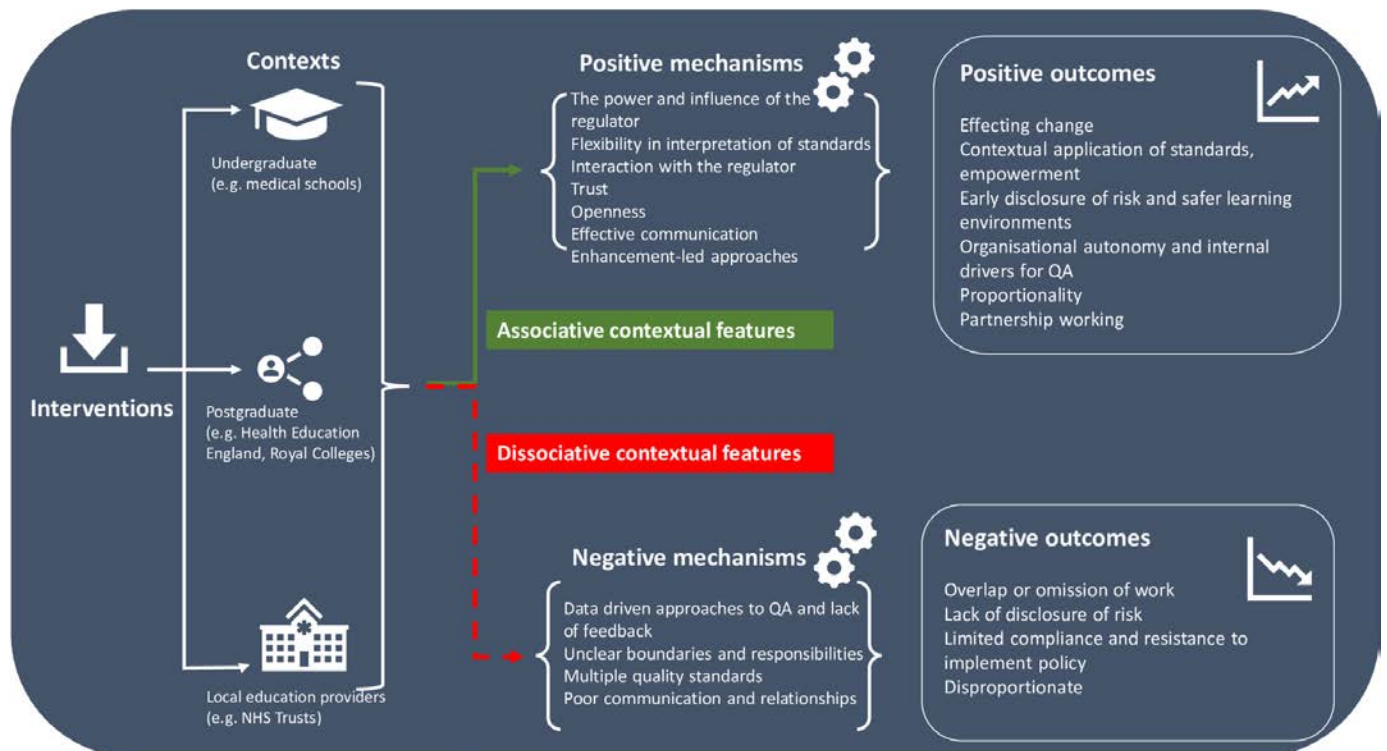 Contexts
Undergraduate
(e.g. medical schools)
Interventions
Postgraduate
(e.g. Health Education
England, Royal Colleges)
Local education providers
(e.g. NHS Trusts)
Positive mechanisms
The power and influence of the
regulator
Flexibility in interpretation of standards
Interaction with the regulator
Trust
Openness
Effective communication
Enhancement-led approaches
Positive outcomes
Effecting change
Contextual application of standards,
empowerment
Early disclosure of risk and safer learning
environments
Organisational autonomy and internal
drivers for QA
Proportionality
Partnership working
Associative contextual features
Dissociative contextual features
Negative mechanisms
Data driven approaches to QA and lack
of feedback
Unclear boundaries and responsibilities
Multiple quality standards
Poor communication and relationships
Negative outcomes
Overlap or omission of work
Lack of disclosure of risk
Limited compliance and resistance to
implement policy
Disproportionate